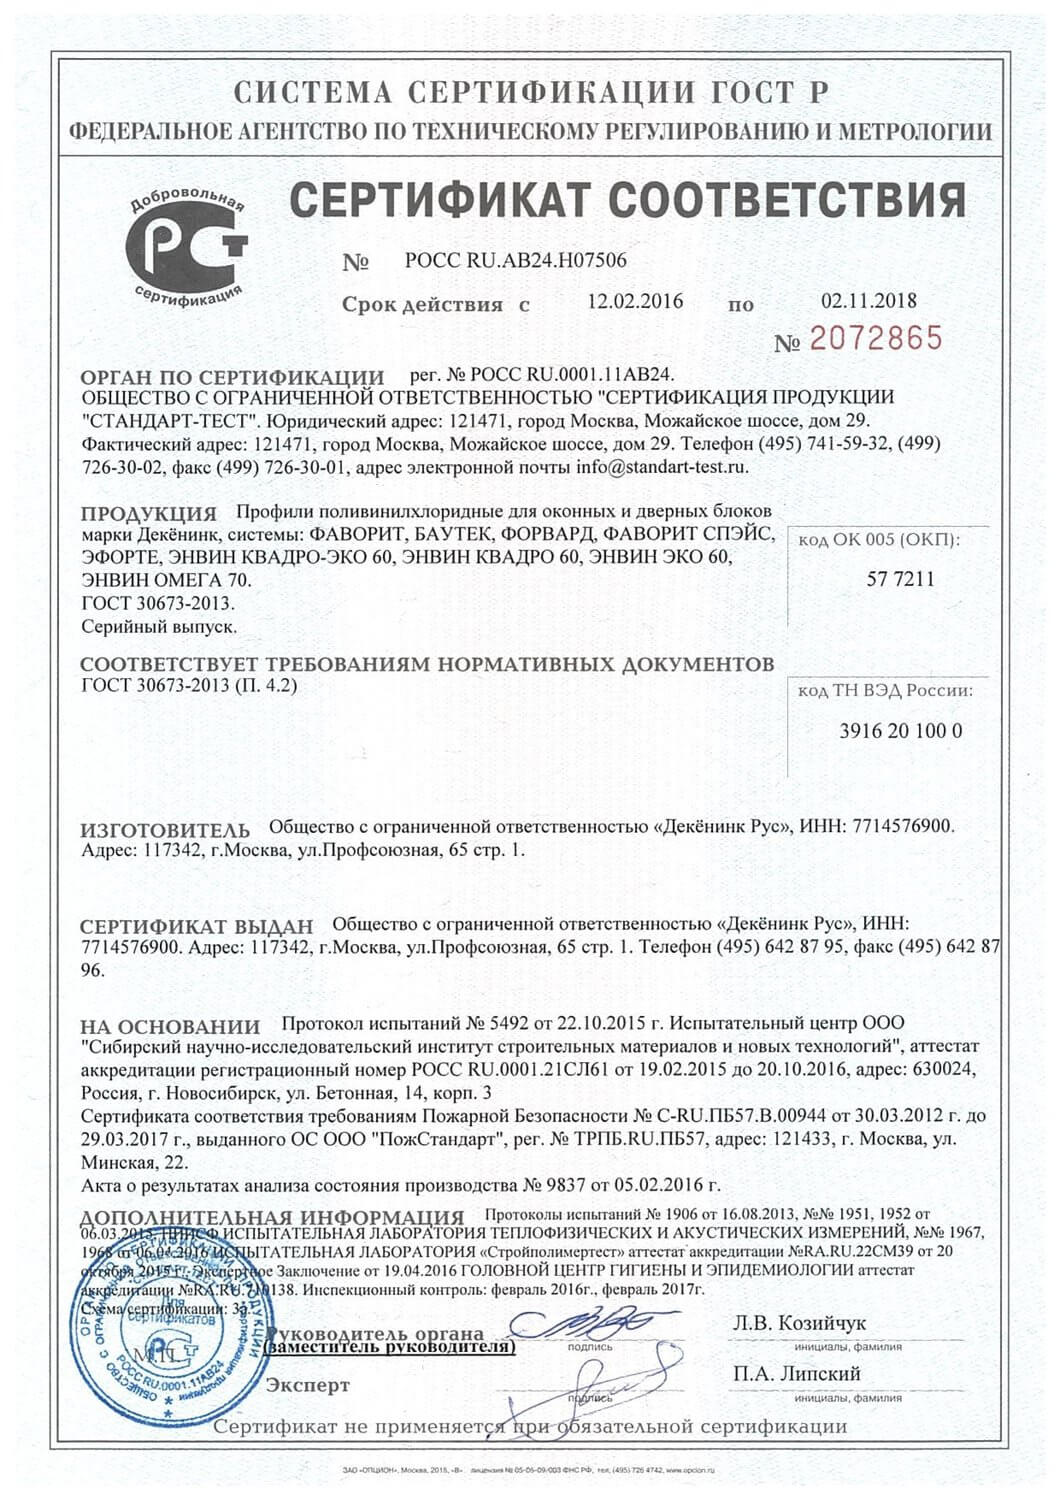 СИСТЕМА СЕРТИФИКАЦИИ ГОСТ Р
ФЕДЕРАЛЬНОЕ АГЕНТСТВО ПО ТЕХНИЧЕСКОМУ РЕГУЛИРОВАНИЮ И МЕТРОЛОГИИ
Добровольная
РСТ
сертификация
СЕРТИФИКАТ СООТВЕТСТВИЯ
№ РОСС RU.АВ24.Н07506
Срок действия с 12.02.2016 по 02.11.2018
№ 2072865
ОРГАН ПО СЕРТИФИКАЦИИ рег. № РОСС RU.0001.11АВ24.
ОБЩЕСТВО С ОГРАНИЧЕННОЙ ОТВЕТСТВЕННОСТЬЮ "СЕРТИФИКАЦИЯ ПРОДУКЦИИ
"СТАНДАРТ-ТЕСТ". Юридический адрес: 121471, город Москва, Можайское шоссе, дом 29.
Фактический адрес: 121471, город Москва, Можайское шоссе, дом 29. Телефон (495) 741-59-32, (499)
726-30-02, факс (499) 726-30-01, адрес электронной почты info@standart-test.ru.
ПРОДУКЦИЯ Профили поливинилхлоридные для оконных и дверных блоков
марки Декёнинк, системы: ФАВОРИТ, БАУТЕК, ФОРВАРД, ФАВОРИТ СПЭЙС,
ЭФОРТЕ, ЭНВИН КВАДРО-ЭКО 60, ЭНВИН КВАДРО 60, ЭНВИН ЭКО 60,
ЭНВИН ОМЕГА 70.
ГОСТ 30673-2013.
Серийный выпуск.
код ОК 005 (ОКП):
57 7211
СООТВЕТСТВУЕТ ТРЕБОВАНИЯМ НОРМАТИВНЫХ ДОКУМЕНТОВ
ГОСТ 30673-2013 (П. 4.2)
код ТН ВЭД России:
3916 20 100 0
ИЗГОТОВИТЕЛЬ Общество с ограниченной ответственностью «Декёнинк Рус», ИНН: 7714576900.
Адрес: 117342, г.Москва, ул.Профсоюзная, 65 стр. 1.
СЕРТИФИКАТ ВЫДАН Общество с ограниченной ответственностью «Декёнинк Рус», ИНН:
7714576900. Адрес: 117342, г.Москва, ул.Профсоюзная, 65 стр. 1. Телефон (495) 642 87 95, факс (495) 642 87
96.
НА ОСНОВАНИИ Протокол испытаний № 5492 от 22.10.2015 г. Испытательный центр ООО
"Сибирский научно-исследовательский институт строительных материалов и новых технологий", аттестат
аккредитации регистрационный номер РОСС RU.0001.21СЛ61 от 19.02.2015 до 20.10.2016, адрес: 630024,
Россия, г. Новосибирск, ул. Бетонная, 14, корп. 3
Сертификата соответствия требованиям Пожарной Безопасности № C-RU.ПБ57.В.00944 от 30.03.2012 г. до
29.03.2017 г., выданного ОС ООО "ПожСтандарт", рег. № ТРПБ.RU.ПБ57, адрес: 121433, г. Москва, ул.
Минская, 22.
Акта о результатах анализа состояния производства № 9837 от 05.02.2016 г.
ДОПОЛНИТЕЛЬНАЯ ИНФОРМАЦИЯ Протоколы испытаний № 1906 от 16.08.2013, №№ 1951, 1952 от
06.03.2015, НИИСФ ИСПЫТАТЕЛЬНАЯ ЛАБОРАТОРИЯ ТЕПЛОФИЗИЧЕСКИХ И АКУСТИЧЕСКИХ ИЗМЕРЕНИЙ, №№ 1967,
1968 от 06.04.2016 ИСПЫТАТЕЛЬНАЯ ЛАБОРАТОРИЯ «Стройполимертест» аттестат аккредитации №RA.RU.22СМ39 от 20
октября 2015 г. Экспертное Заключение от 19.04.2016 ГОЛОВНОЙ ЦЕНТР ГИГИЕНЫ И ЭПИДЕМИОЛОГИИ аттестат
аккредитации №RA.RU.710138. Инспекционный контроль: февраль 2016г., февраль 2017г.
Схема сертификации: 3а.
Для
сертификатов
РСТ
РОСС RU.0001.11АВ24
М.П.
Руководитель органа
(заместитель руководителя)
подпись
Л.В. Козийчук
инициалы, фамилия
Эксперт
подпись
П.А. Липский
инициалы, фамилия
Сертификат не применяется при обязательной сертификации
ЗАО «ОПЦИОН», Москва, 2015, «В» лицензия № 05-05-09/003 ФНС РФ, тел. (495) 726 4742, www.opcion.ru